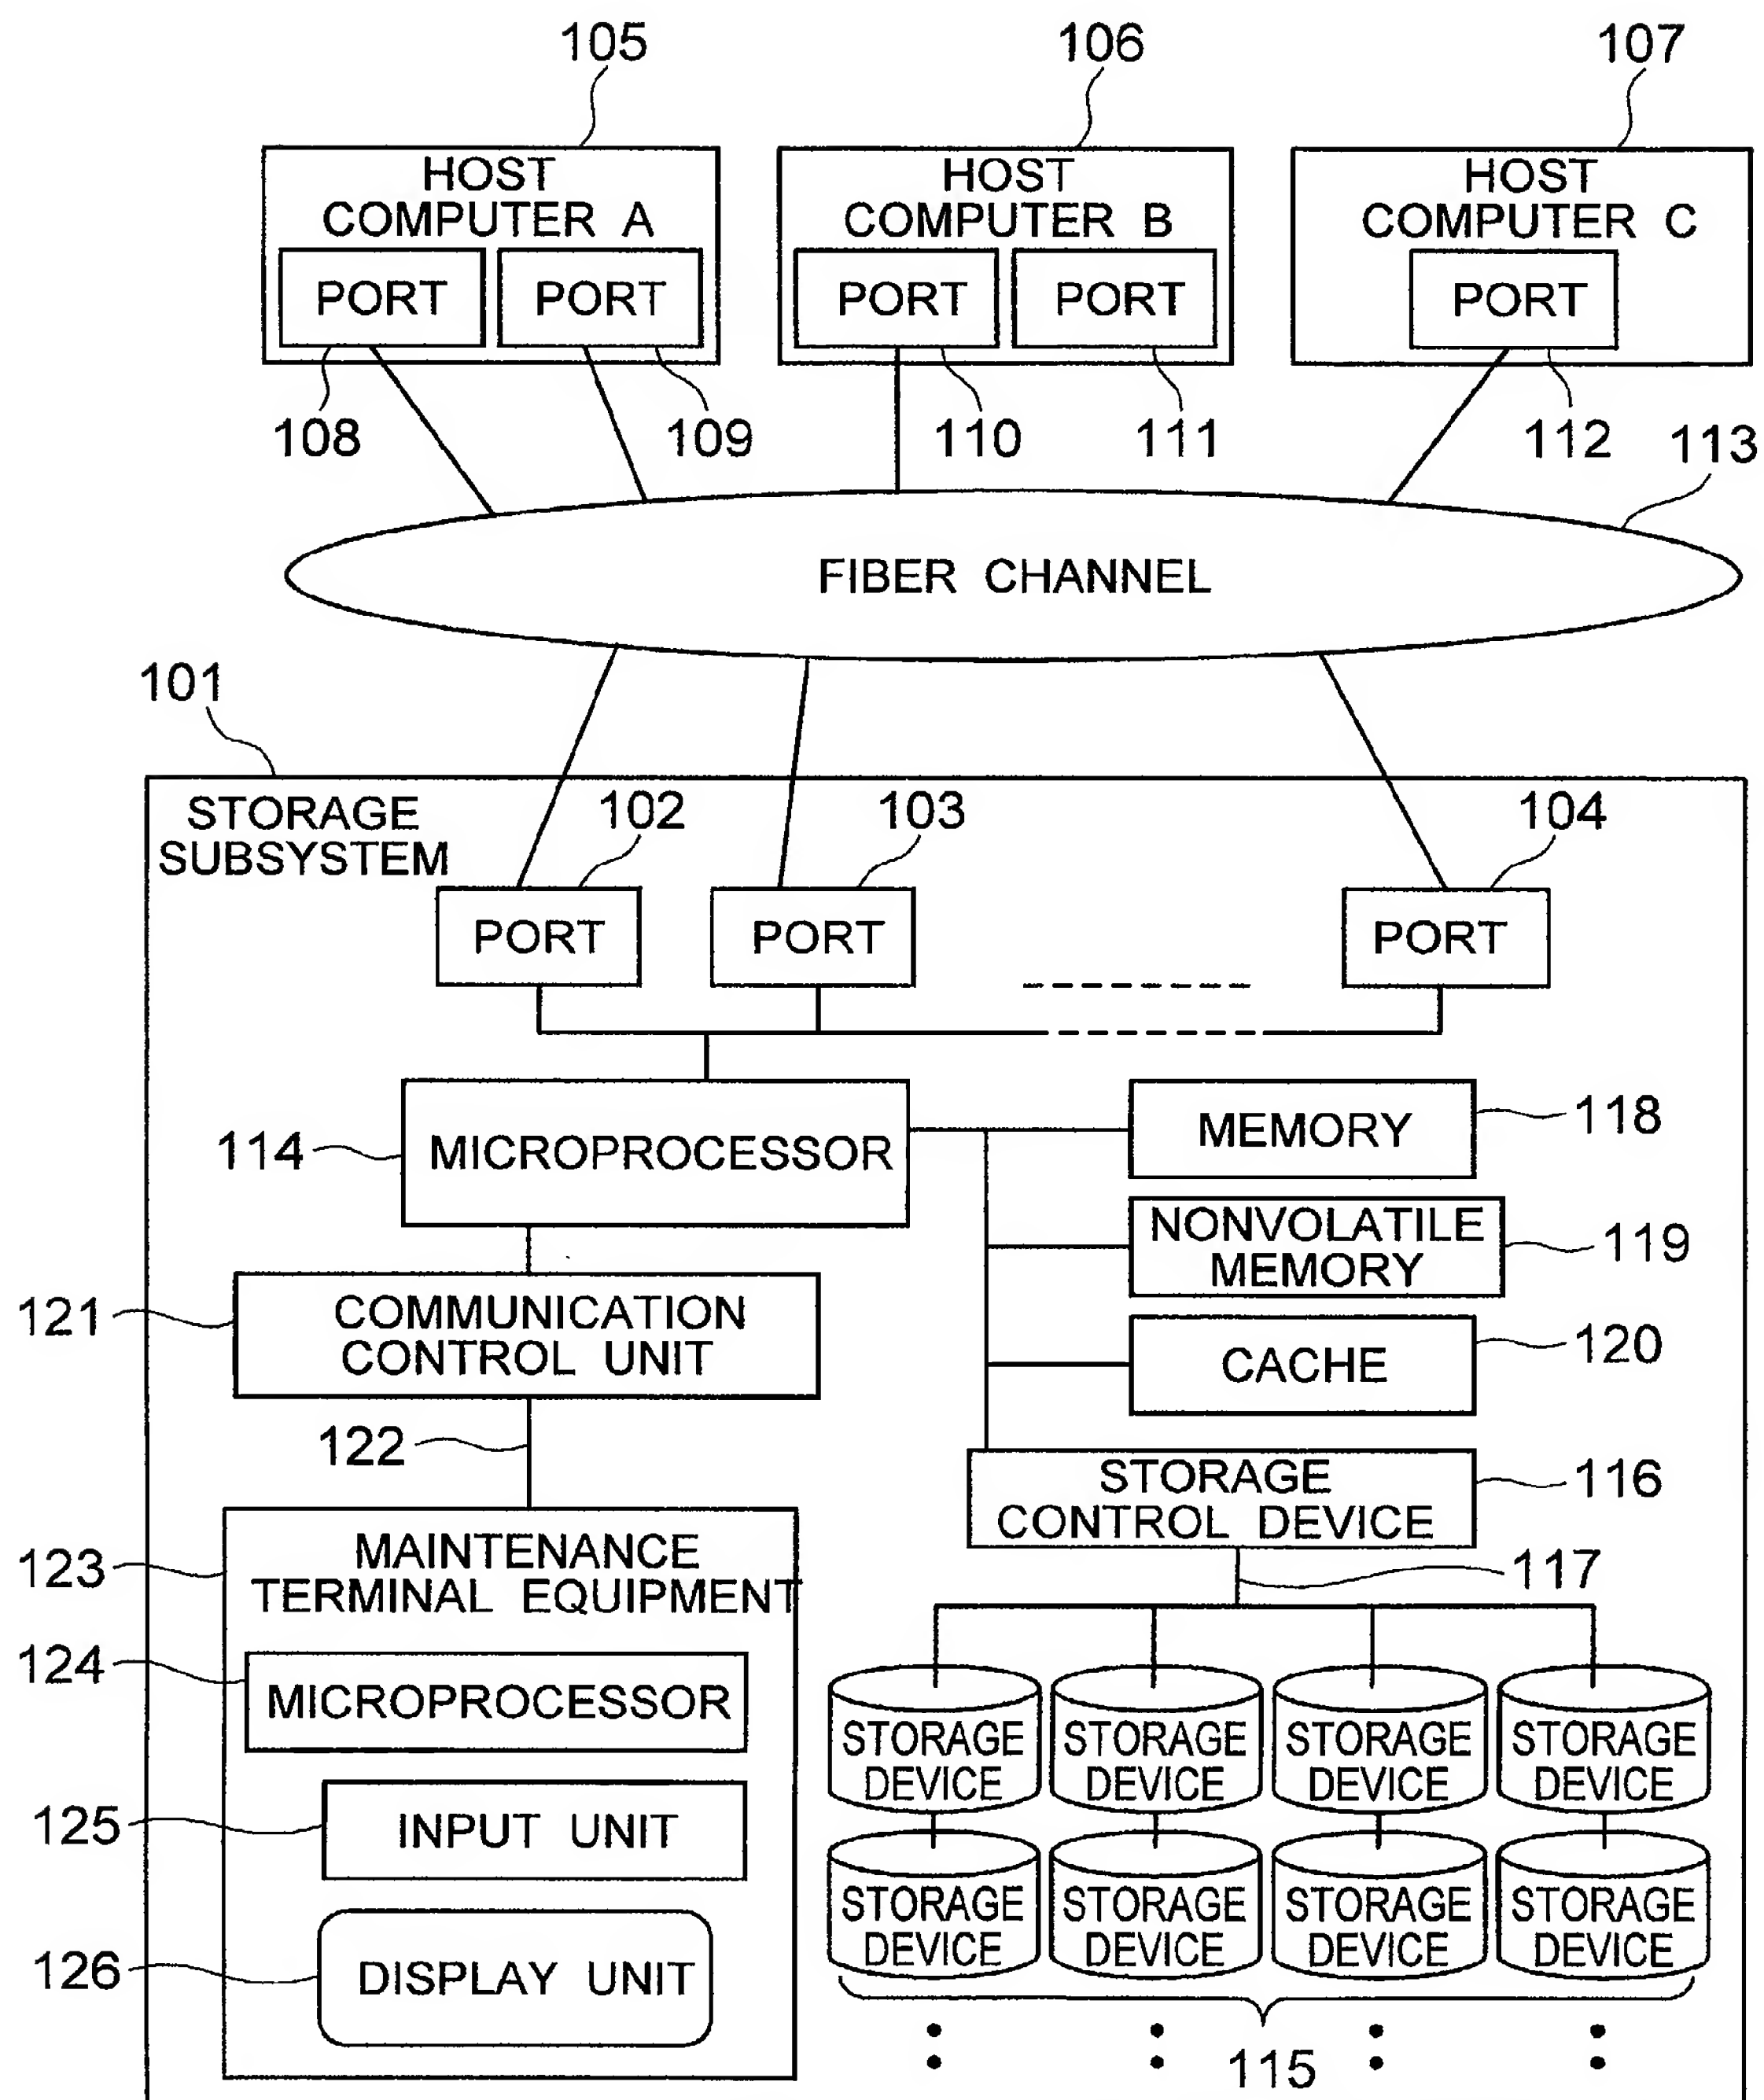 105
106
107
HOST
COMPUTER A
HOST
COMPUTER B
HOST
COMPUTER C
PORT
PORT
PORT
PORT
PORT
108
109
110
111
112
113
FIBER CHANNEL
101
STORAGE
SUBSYSTEM
102
103
104
PORT
PORT
PORT
114
MICROPROCESSOR
MEMORY
118
NONVOLATILE
MEMORY
119
121
COMMUNICATION
CONTROL UNIT
CACHE
120
122
STORAGE
CONTROL DEVICE
116
117
123
MAINTENANCE
TERMINAL EQUIPMENT
124
MICROPROCESSOR
125
INPUT UNIT
126
DISPLAY UNIT
STORAGE
DEVICE
STORAGE
DEVICE
STORAGE
DEVICE
STORAGE
DEVICE
STORAGE
DEVICE
STORAGE
DEVICE
STORAGE
DEVICE
STORAGE
DEVICE
115